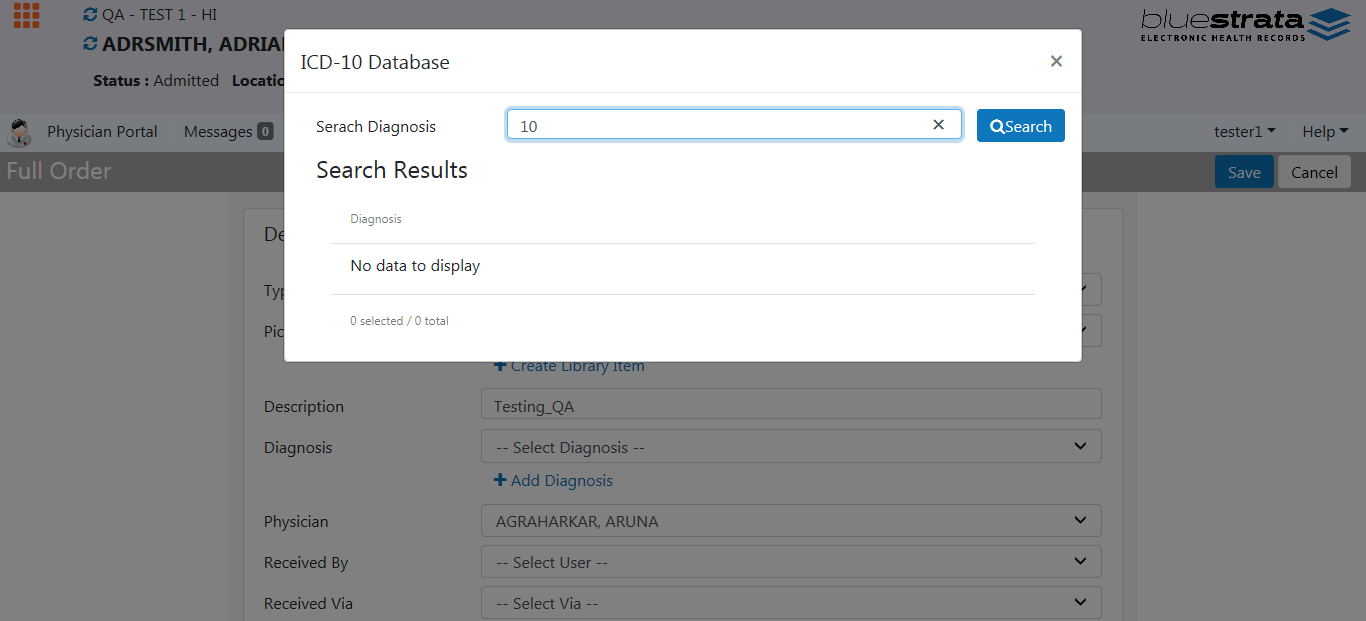 QA - TEST 1 - HI
ADRSMITH, ADRIA
Status : Admitted Locatio
bluestrata
ELECTRONIC HEALTH RECORDS
Physician Portal Messages 0
tester1 Help
Full Order
Save Cancel
ICD-10 Database
×
Serach Diagnosis
10
Search
Search Results
Diagnosis
No data to display
0 selected / 0 total
De
Typ
Pic
Create Library Item
Description
Testing_QA
Diagnosis
-- Select Diagnosis --
Add Diagnosis
Physician
AGRAHARKAR, ARUNA
Received By
-- Select User --
Received Via
-- Select Via --